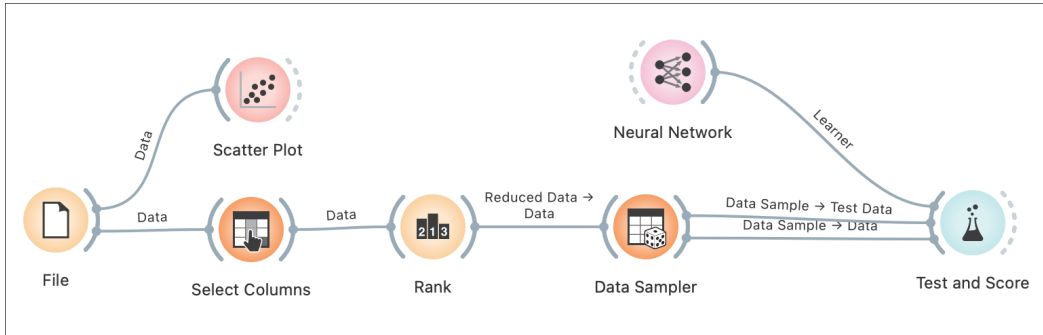 Data
Scatter Plot
Neural Network
Learner
File
Data
Select Columns
Data
2 1 3
Rank
Reduced Data →
Data
Data Sampler
Data Sample → Test Data
Data Sample → Data
Test and Score